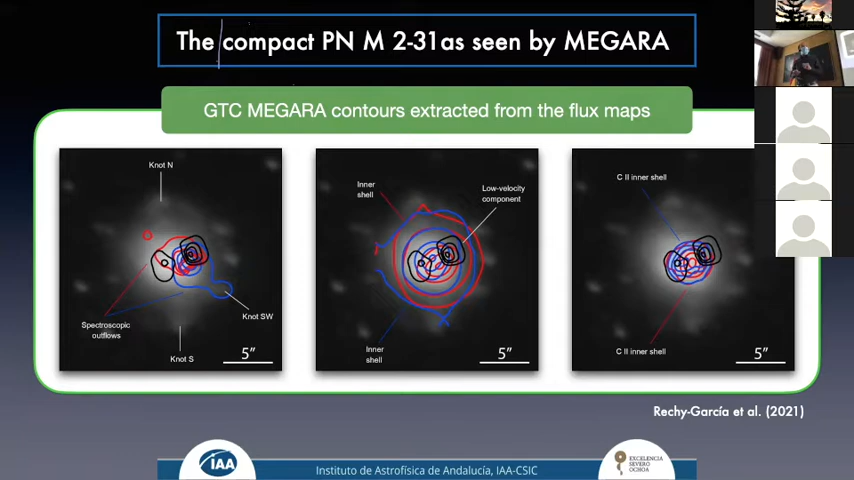 The compact PN M 2-31as seen by MEGARA
GTC MEGARA contours extracted from the flux maps
Knot N
Spectroscopic
outflows
Knot SW
Knot S
5"
Inner
shell
Low-velocity
component
Inner
shell
5"
C II inner shell
C II inner shell
5"
Rechy-García et al. (2021)
IAA
Instituto de Astrofísica de Andalucía, IAA-CSIC
EXCELENCIA
SEVERO
OCHOA